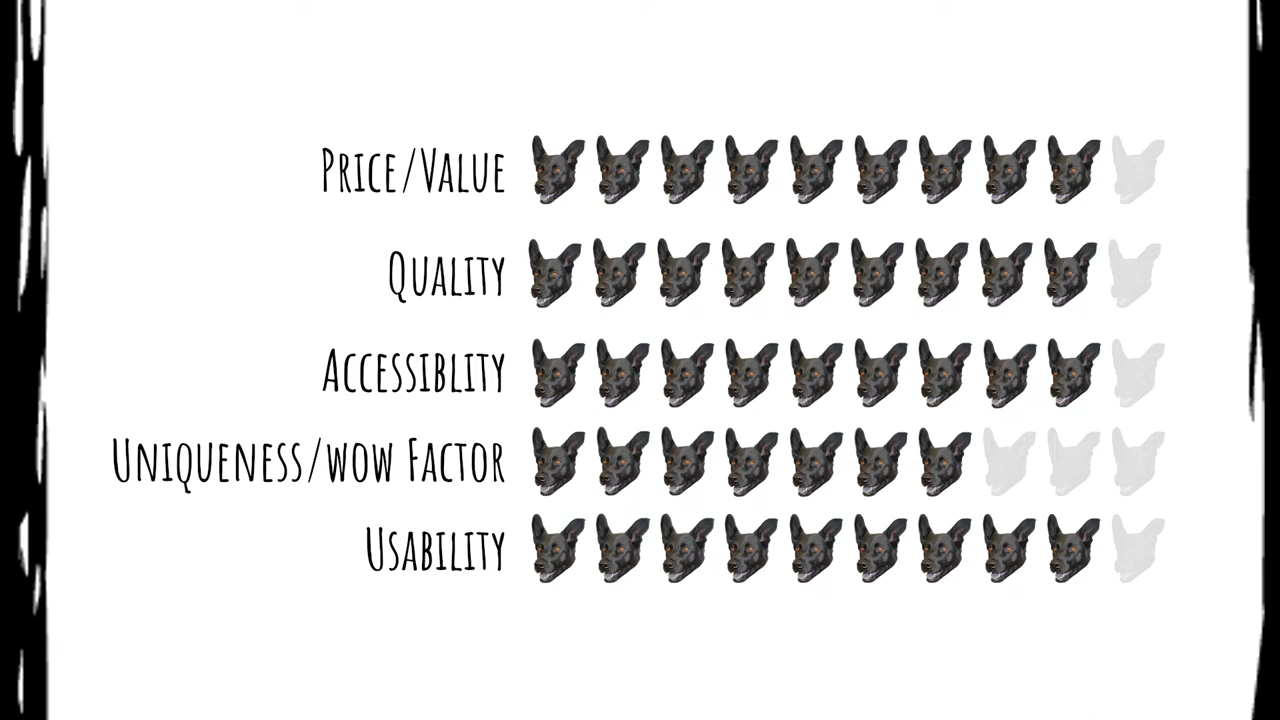 Price/Value
Quality
Accessiblity
Uniqueness/wow Factor
Usability